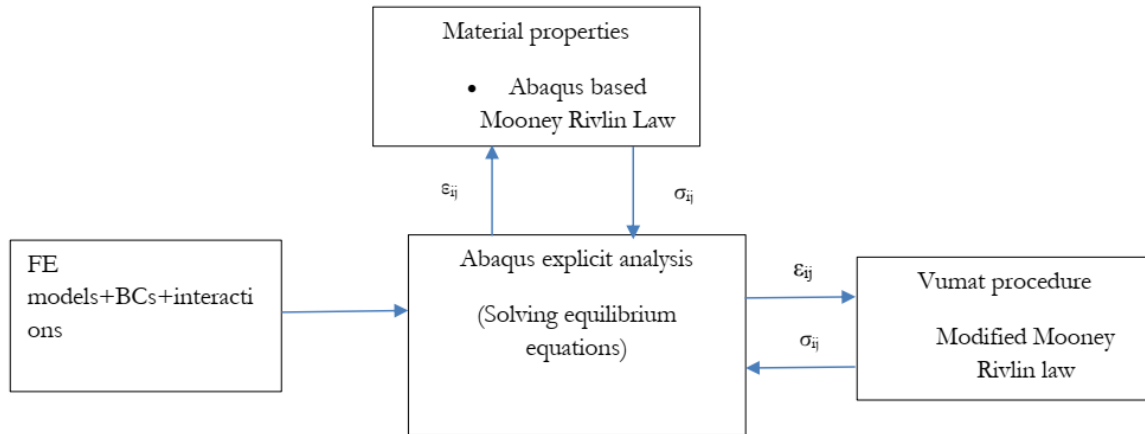 Material properties
• Abaqus based
Mooney Rivlin Law
εij
σij
FE
models+BCs+interacti
ons
Abaqus explicit analysis
(Solving equilibrium
equations)
εij
σij
Vumat procedure
Modified Mooney
Rivlin law